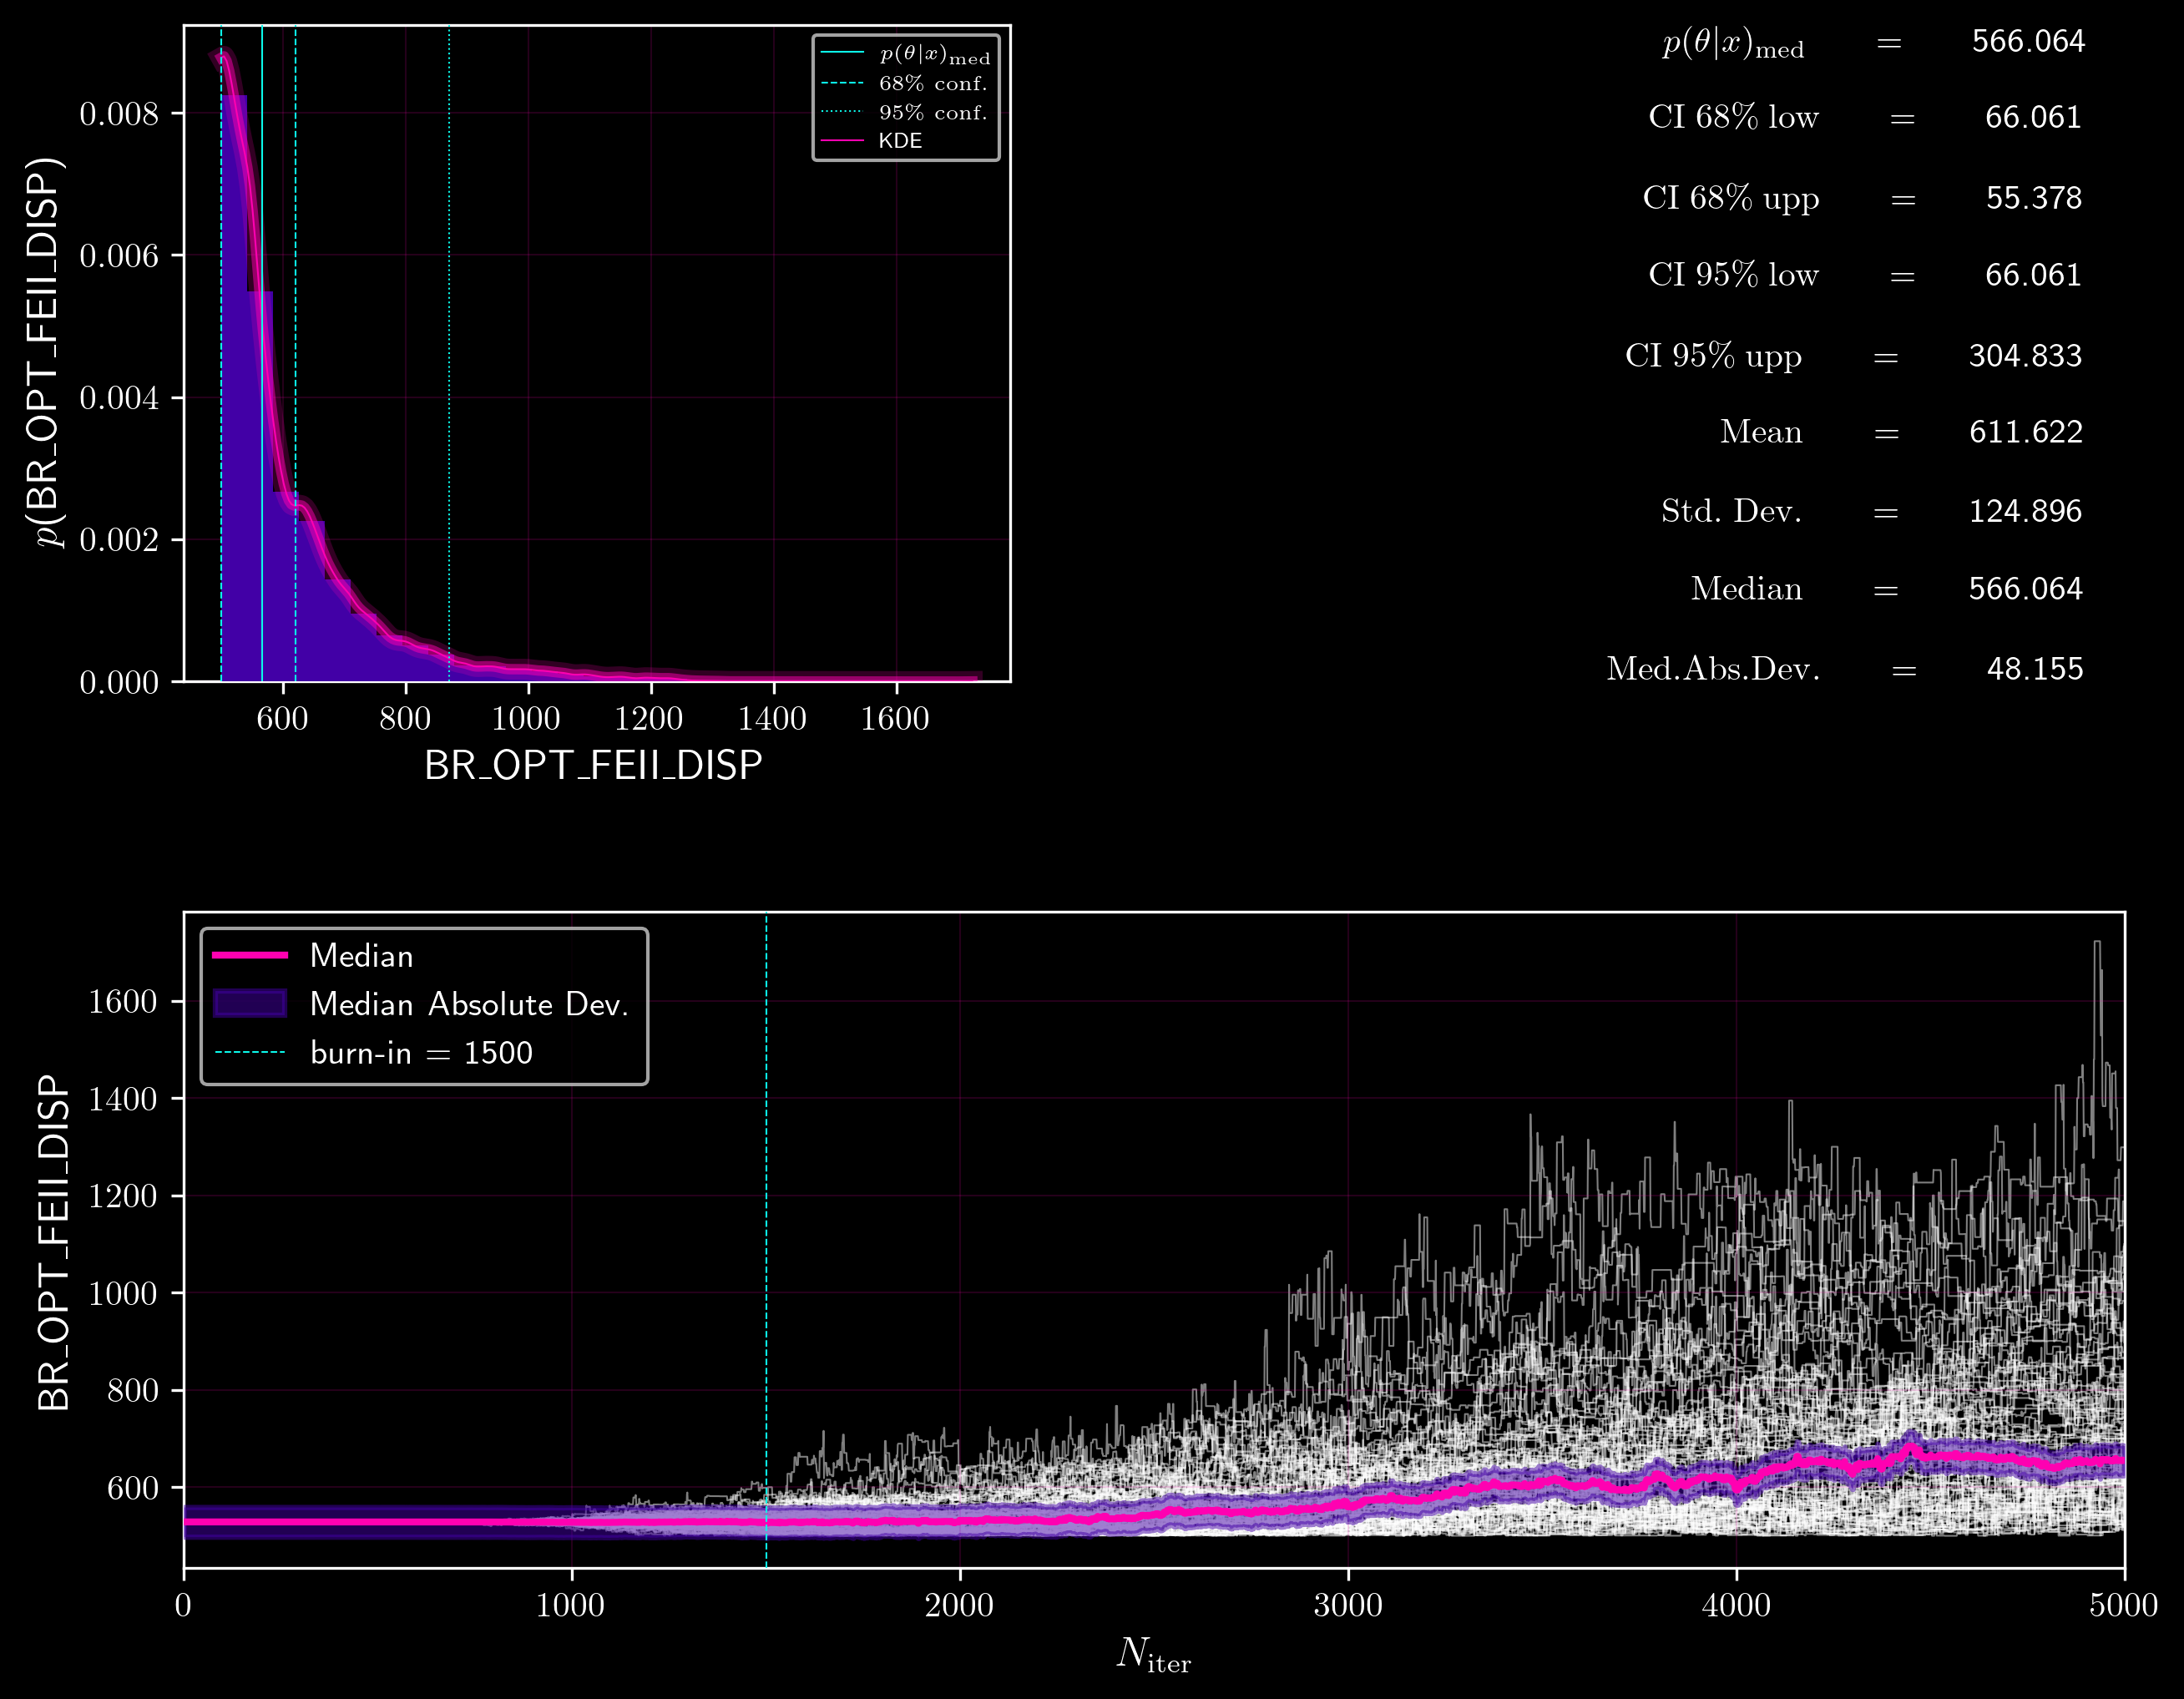 p(BR_OPT_FEII_DISP)
0.008
0.006
0.004
0.002
0.000
600 800 1000 1200 1400 1600
BR_OPT_FEII_DISP
p(θ|x)med
68% conf.
95% conf.
KDE
p(θ|x)med = 566.064
CI 68% low = 66.061
CI 68% upp = 55.378
CI 95% low = 66.061
CI 95% upp = 304.833
Mean = 611.622
Std. Dev. = 124.896
Median = 566.064
Med.Abs.Dev. = 48.155
BR_OPT_FEII_DISP
1600
1400
1200
1000
800
600
Median
Median Absolute Dev.
burn-in = 1500
0 1000 2000 3000 4000 5000
Niter